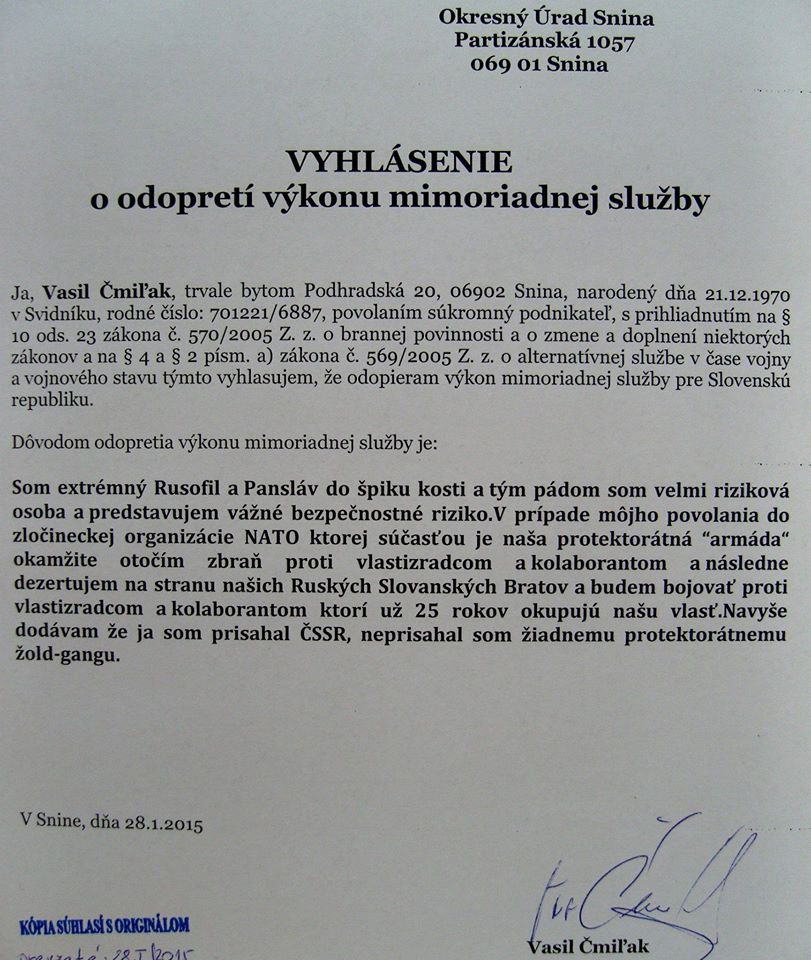 Okresný Úrad Snina
Partizánská 1057
069 01 Snina
VYHLÁSENIE
o odopretí výkonu mimoriadnej služby
Ja, Vasil Čmiľak, trvale bytom Podhradská 20, 06902 Snina, narodený dňa 21.12.1970
v Svidníku, rodné číslo: 701221/6887, povolaním súkromný podnikateľ, s prihliadnutím na §
10 ods. 23 zákona č. 570/2005 Z. z. o brannej povinnosti a o zmene a doplnení niektorých
zákonov a na § 4 a § 2 písm. a) zákona č. 569/2005 Z. z. o alternatívnej službe v čase vojny
a vojnového stavu týmto vyhlasujem, že odopieram výkon mimoriadnej služby pre Slovenskú
republiku.
Dôvodom odopretia výkonu mimoriadnej služby je:
Som extrémný Rusofil a Pansláv do špiku kosti a tým pádom som velmi riziková
osoba a predstavujem vážné bezpečnostné riziko.V prípade môjho povolania do
zločineckej organizácie NATO ktorej súčasťou je naša protektorátná “armáda“
okamžite otočím zbraň proti vlastizradcom a kolaborantom a následne
dezertujem na stranu našich Ruských Slovanských Bratov a budem bojovať proti
vlastizradcom a kolaborantom ktorí už 25 rokov okupujú našu vlasť.Navyše
dodávam že ja som prisahal ČSSR, neprisahal som žiadnemu protektorátnemu
žold-gangu.
V Snine, dňa 28.1.2015
KÓPIA SÚHLASÍ S ORIGINÁLOM
Vasil Čmiľak